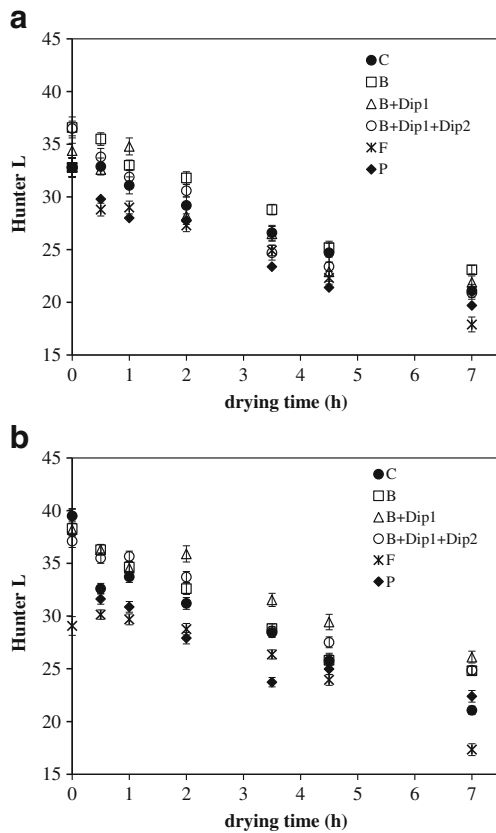 a
45
40
35
30
25
20
15
Hunter L
C
B
B+Dip1
B+Dip1+Dip2
F
P
0 1 2 3 4 5 6 7
drying time (h)
b
45
40
35
30
25
20
15
Hunter L
C
B
B+Dip1
B+Dip1+Dip2
F
P
0 1 2 3 4 5 6 7
drying time (h)